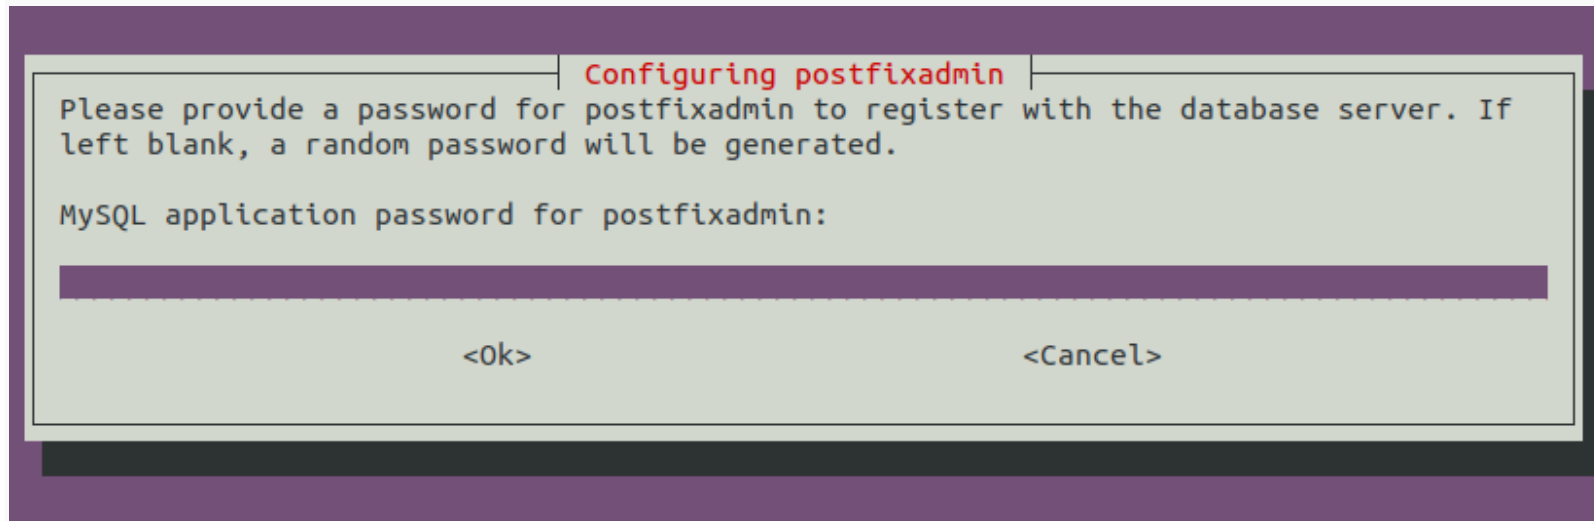 Configuring postfixadmin
Please provide a password for postfixadmin to register with the database server. If
left blank, a random password will be generated.
MySQL application password for postfixadmin:
<Ok> <Cancel>